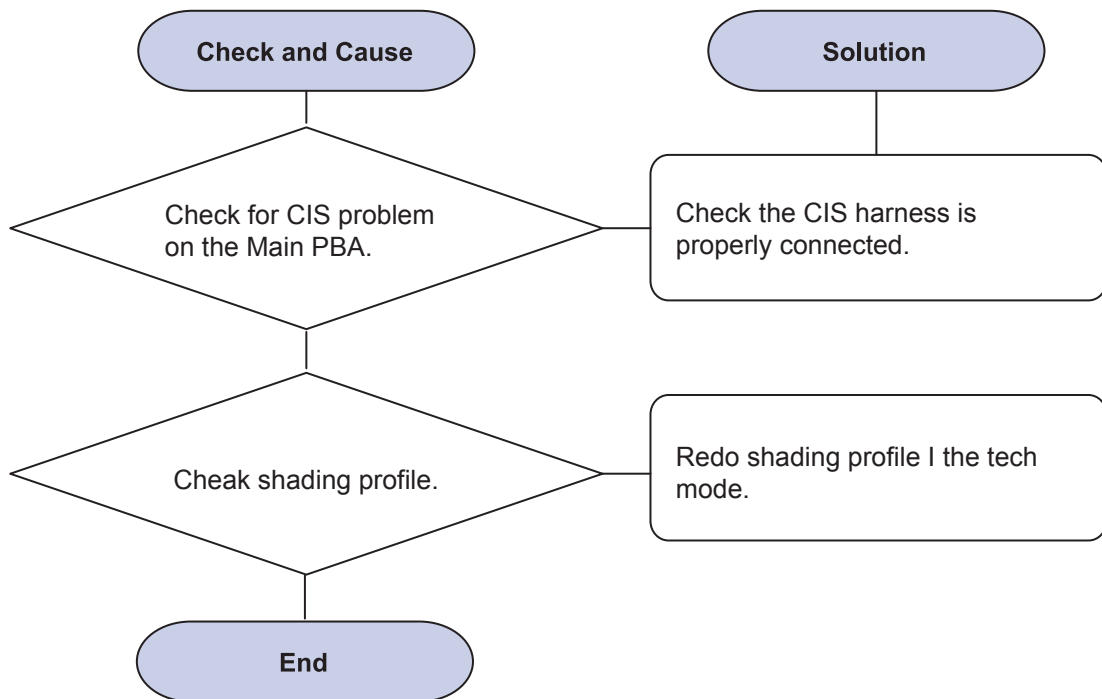 Check and Cause
Solution
Check for CIS problem
on the Main PBA.
Check the CIS harness is
properly connected.
Cheak shading profile.
Redo shading profile I the tech
mode.
End